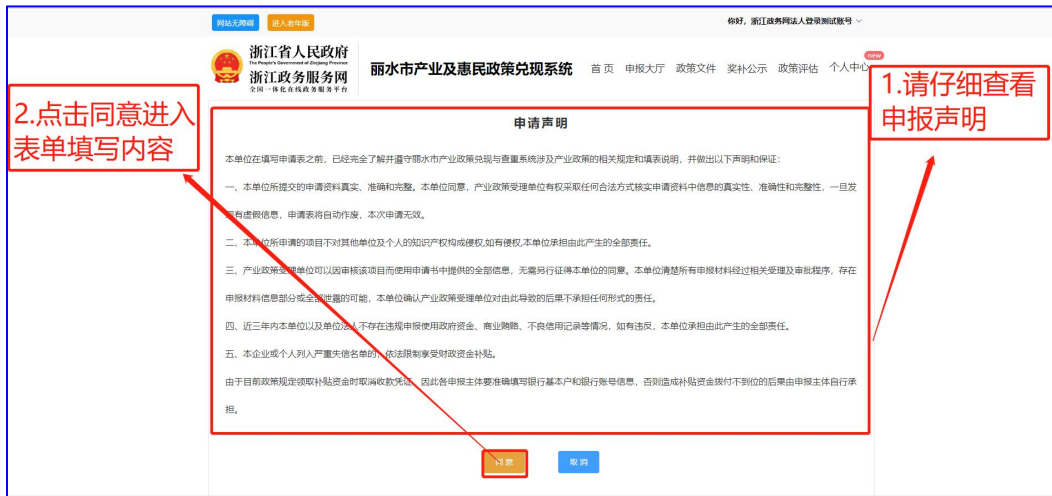 网站无障碍
进入老年版
你好，浙江政务网法人登录测试账号
浙江省人民政府
The People's Government of Zhejiang Province
浙江政务服务网
全国一体化在线政务服务平台
丽水市产业及惠民政策兑现系统
首页 申报大厅 政策文件 奖补公示 政策评估 个人中心
new
1.请仔细查看
申报声明
2.点击同意进入
表单填写内容
申请声明
本单位在填写申请表之前，已经完全了解并遵守丽水市产业政策兑现与查重系统涉及产业政策的相关规定和填表说明，并做出以下声明和保证：
一、本单位所提交的申请资料真实、准确和完整。本单位同意，产业政策受理单位有权采取任何合法方式核实申请资料中信息的真实性、准确性和完整性，一旦发
有虚假信息，申请表将自动作废，本次申请无效。
二、本单位所申请的项目不对其他单位及个人的知识产权构成侵权,如有侵权,本单位承担由此产生的全部责任。
三、产业政策受理单位可以因审核该项目而使用申请书中提供的全部信息，无需另行征得本单位的同意。本单位清楚所有申报材料经过相关受理及审批程序，存在
申报材料信息部分或全部泄露的可能，本单位确认产业政策受理单位对由此导致的后果不承担任何形式的责任。
四、近三年内本单位以及单位法人不存在违规申报使用政府资金、商业贿赂、不良信用记录等情况，如有违反，本单位承担由此产生的全部责任。
五、本企业或个人列入严重失信名单的，依法限制享受财政资金补贴。
由于目前政策规定领取补贴资金时取消收款凭证，因此各申报主体要准确填写银行基本户和银行账号信息，否则造成补贴资金拨付不到位的后果由申报主体自行承
担。
同意
取消